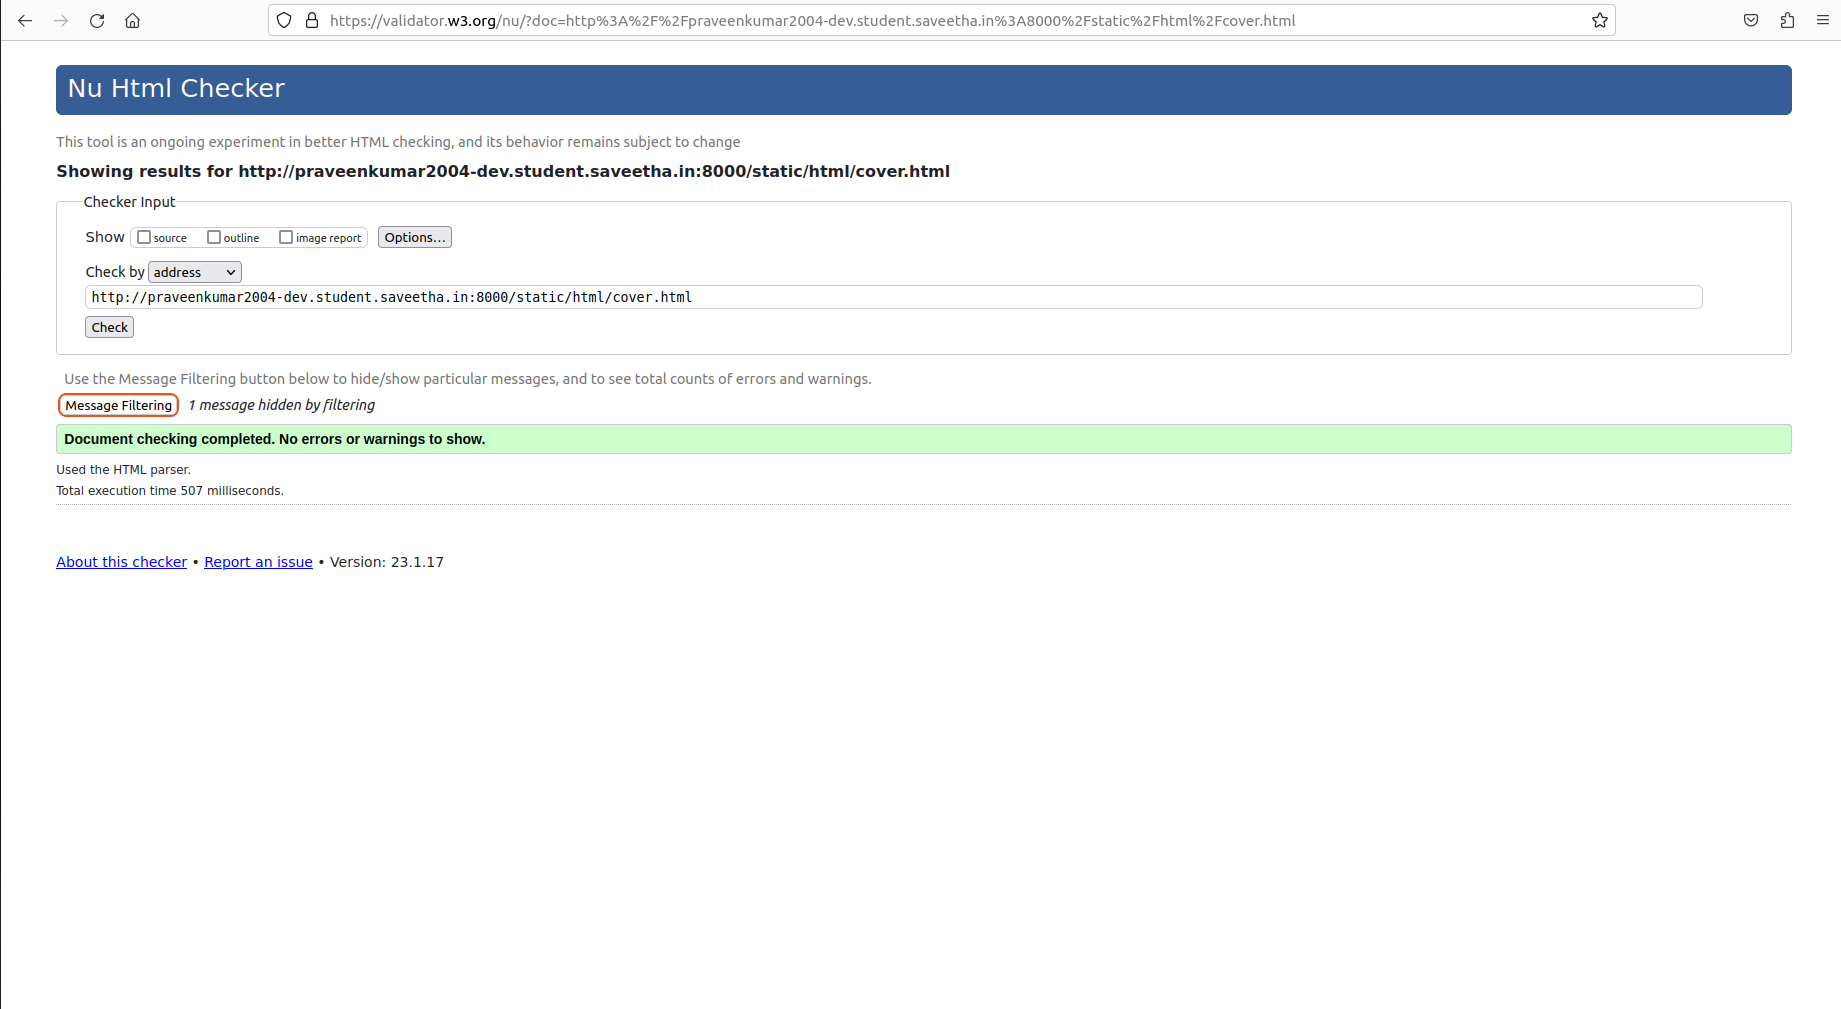 https://validator.w3.org/nu/?doc=http%3A%2F%2Fpraveenkumar2004-dev.student.saveetha.in%3A8000%2Fstatic%2Fhtml%2Fcover.html
Nu Html Checker
This tool is an ongoing experiment in better HTML checking, and its behavior remains subject to change
Showing results for http://praveenkumar2004-dev.student.saveetha.in:8000/static/html/cover.html
Checker Input
Show source outline image report Options...
Check by address
http://praveenkumar2004-dev.student.saveetha.in:8000/static/html/cover.html
Check
Use the Message Filtering button below to hide/show particular messages, and to see total counts of errors and warnings.
Message Filtering 1 message hidden by filtering
Document checking completed. No errors or warnings to show.
Used the HTML parser.
Total execution time 507 milliseconds.
About this checker • Report an issue • Version: 23.1.17